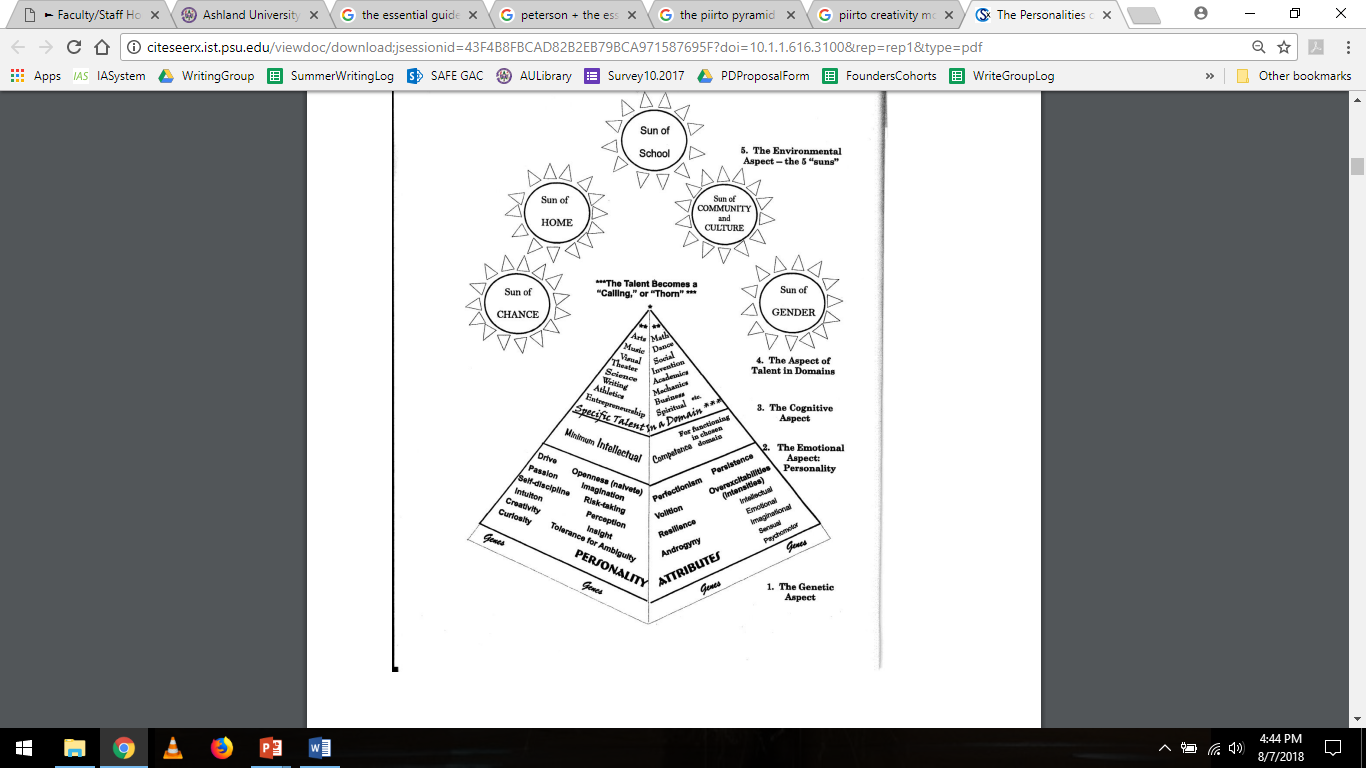 ← Faculty/Staff Ho
Ashland University
the essential guide
peterson + the ess
the piirto pyramid
piirto creativity mo
The Personalities o
citeseerx.ist.psu.edu/viewdoc/download;jsessionid=43F4B8FBCAD82B2EB79BCA971587695F?doi=10.1.1.616.3100&rep=rep1&type=pdf
Apps
IAS IASystem
WritingGroup
SummerWritingLog
SAFE GAC
AULibrary
Survey10.2017
PDProposalForm
FoundersCohorts
WriteGroupLog
»
Other bookmarks
Sun of
School
5. The Environmental
Aspect – the 5 “suns”
Sun of
HOME
Sun of
COMMUNITY
and
CULTURE
Sun of
CHANCE
***The Talent Becomes a
“Calling,” or “Thorn” ***
Sun of
GENDER
*
**
Arts
Music
Visual
Theater
Science
Writing
Athletics
Entrepreneurship
**
Math
Dance
Social
Invention
Academics
Mechanics
Business
Spiritual etc.
4. The Aspect of
Talent in Domains
Specific Talent in a Domain ***
3. The Cognitive
Aspect
Minimum Intellectual
Competence
For functioning
in chosen
domain
2. The Emotional
Aspect:
Personality
Drive
Passion
Self-discipline
Intuiton
Creativity
Curiosity
Openness (naivete)
Imagination
Risk-taking
Perception
Insight
Tolerance for Ambiguity
Perfectionism
Volition
Resilience
Androgyny
Persistence
Overexcitabilities
(Intensities)
Intellectual
Emotional
Imaginational
Sensual
Psychomotor
PERSONALITY
ATTRIBUTES
Genes
Genes
Genes
Genes
1. The Genetic
Aspect
4:44 PM
8/7/2018